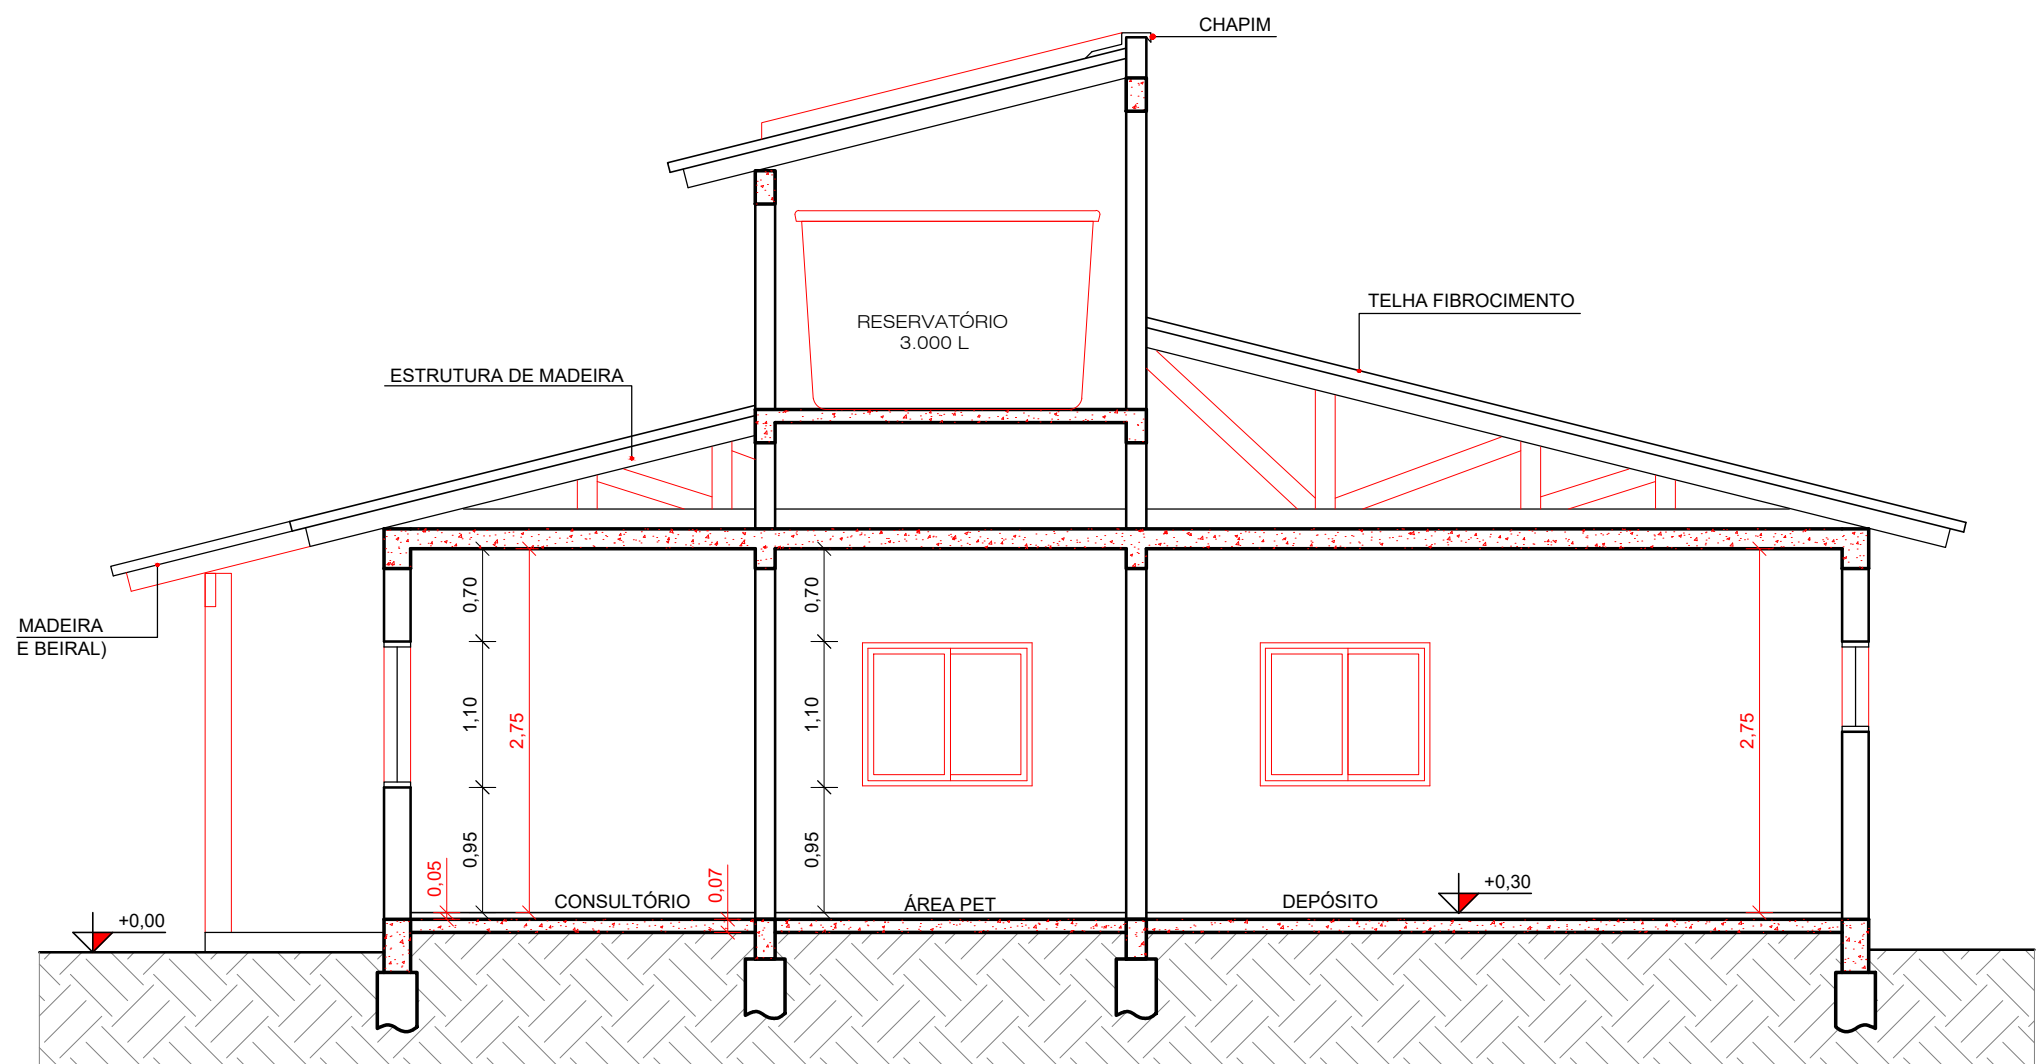 CHAPIM
TELHA FIBROCIMENTO
RESERVATÓRIO
3.000 L
ESTRUTURA DE MADEIRA
MADEIRA
E BEIRAL)
0,70
1,10
0,95
2,75
0,05
0,07
0,70
1,10
0,95
2,75
CONSULTÓRIO
ÁREA PET
DEPÓSITO
+0,30
+0,00